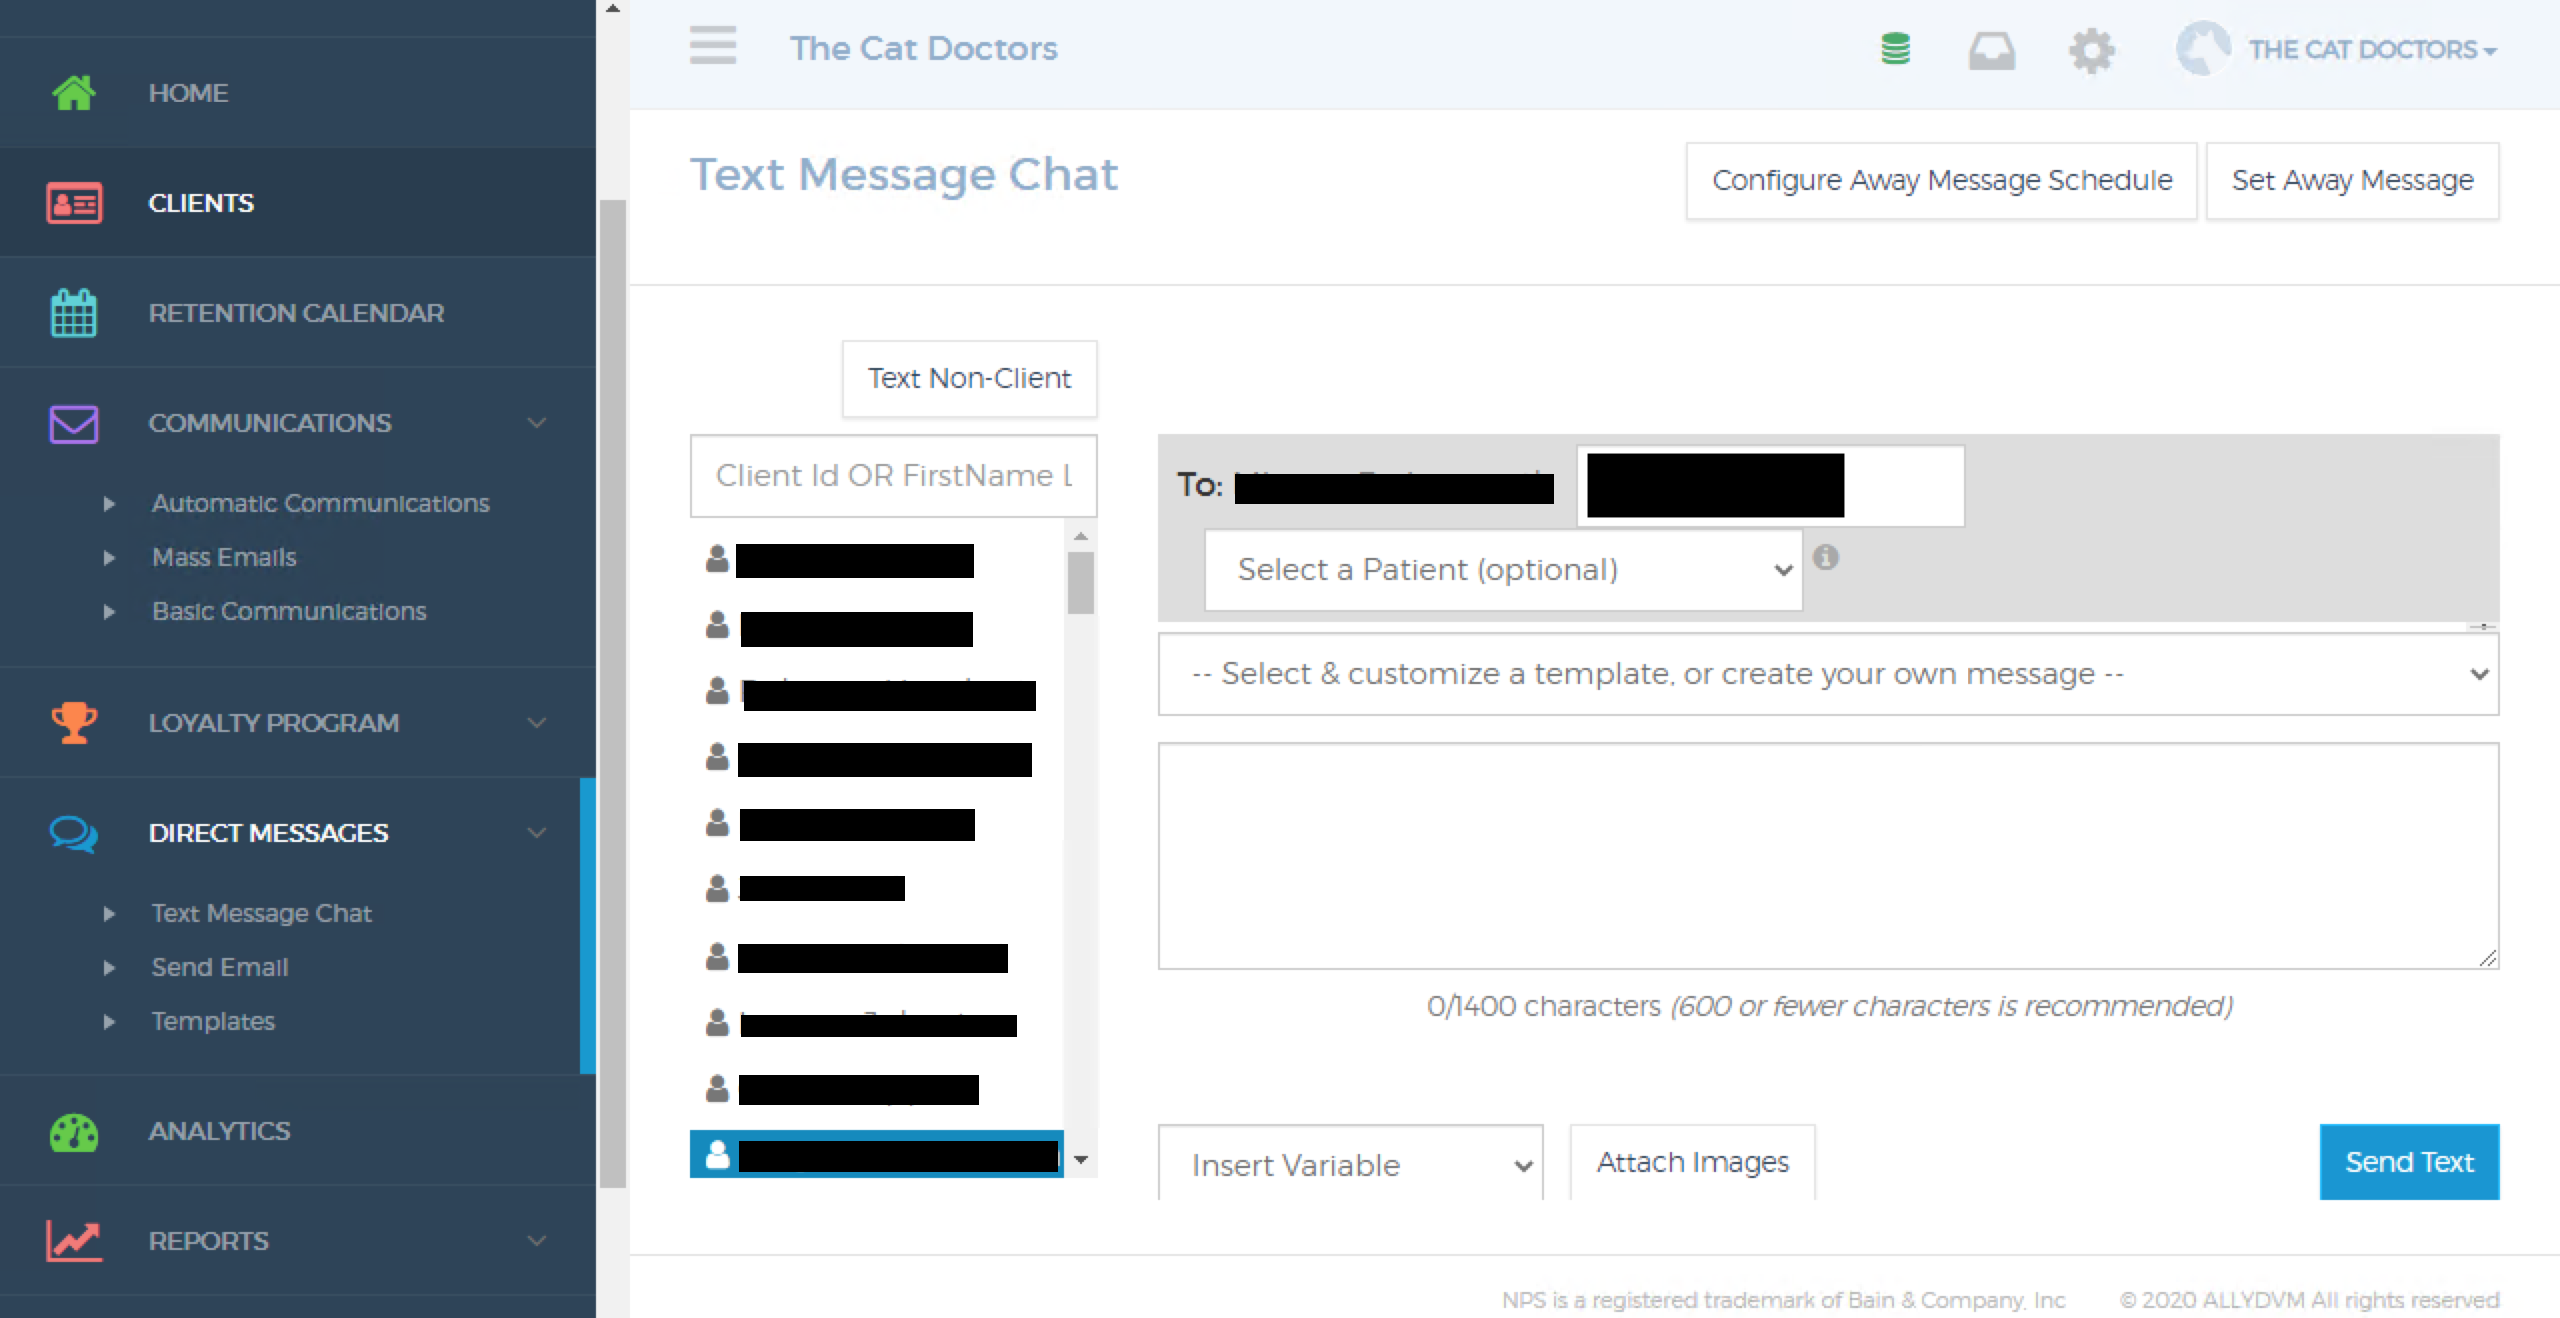 HOME
CLIENTS
RETENTION CALENDAR
COMMUNICATIONS
Automatic Communications
Mass Emails
Basic Communications
LOYALTY PROGRAM
DIRECT MESSAGES
Text Message Chat
Send Email
Templates
ANALYTICS
REPORTS
The Cat Doctors
THE CAT DOCTORS
Text Message Chat
Configure Away Message Schedule
Set Away Message
Text Non-Client
Client Id OR FirstName L
To:
Select a Patient (optional)
-- Select & customize a template, or create your own message --
0/1400 characters (600 or fewer characters is recommended)
Insert Variable
Attach Images
Send Text
NPS is a registered trademark of Bain & Company, Inc
© 2020 ALLYDVM All rights reserved